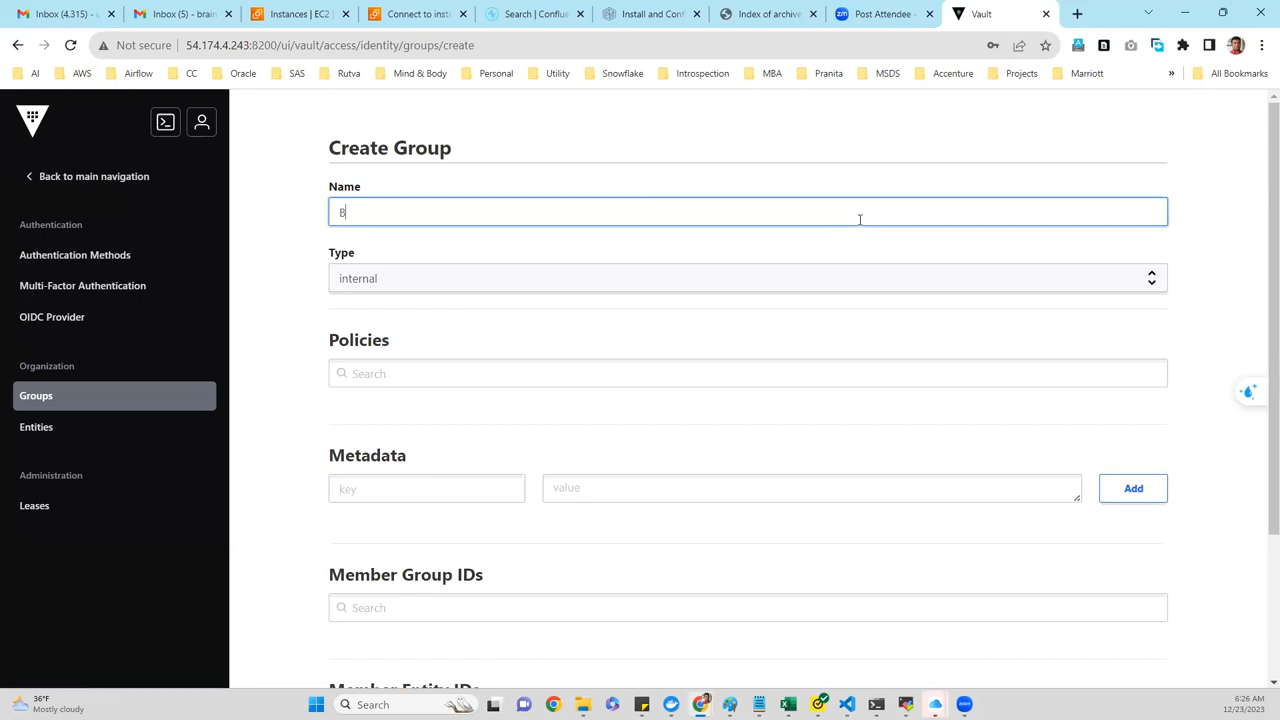 Inbox (4,315) - u
Inbox (5) - brain
Instances | EC2
Connect to inst
Search | Conflue
Install and Conf
Index of archive
Post Attendee -
Vault
Not secure
54.174.4.243:8200/ui/vault/access/identity/groups/create
AI
AWS
Airflow
CC
Oracle
SAS
Rutva
Mind & Body
Personal
Utility
Snowflake
Introspection
MBA
Pranita
MSDS
Accenture
Projects
Marriott
»
All Bookmarks
Back to main navigation
Authentication
Authentication Methods
Multi-Factor Authentication
OIDC Provider
Organization
Groups
Entities
Administration
Leases
Create Group
Name
B
Type
internal
Policies
Search
Metadata
key
value
Add
Member Group IDs
Search
Member Entity IDs
36°F
Mostly cloudy
Search
6:26 AM
12/23/2023